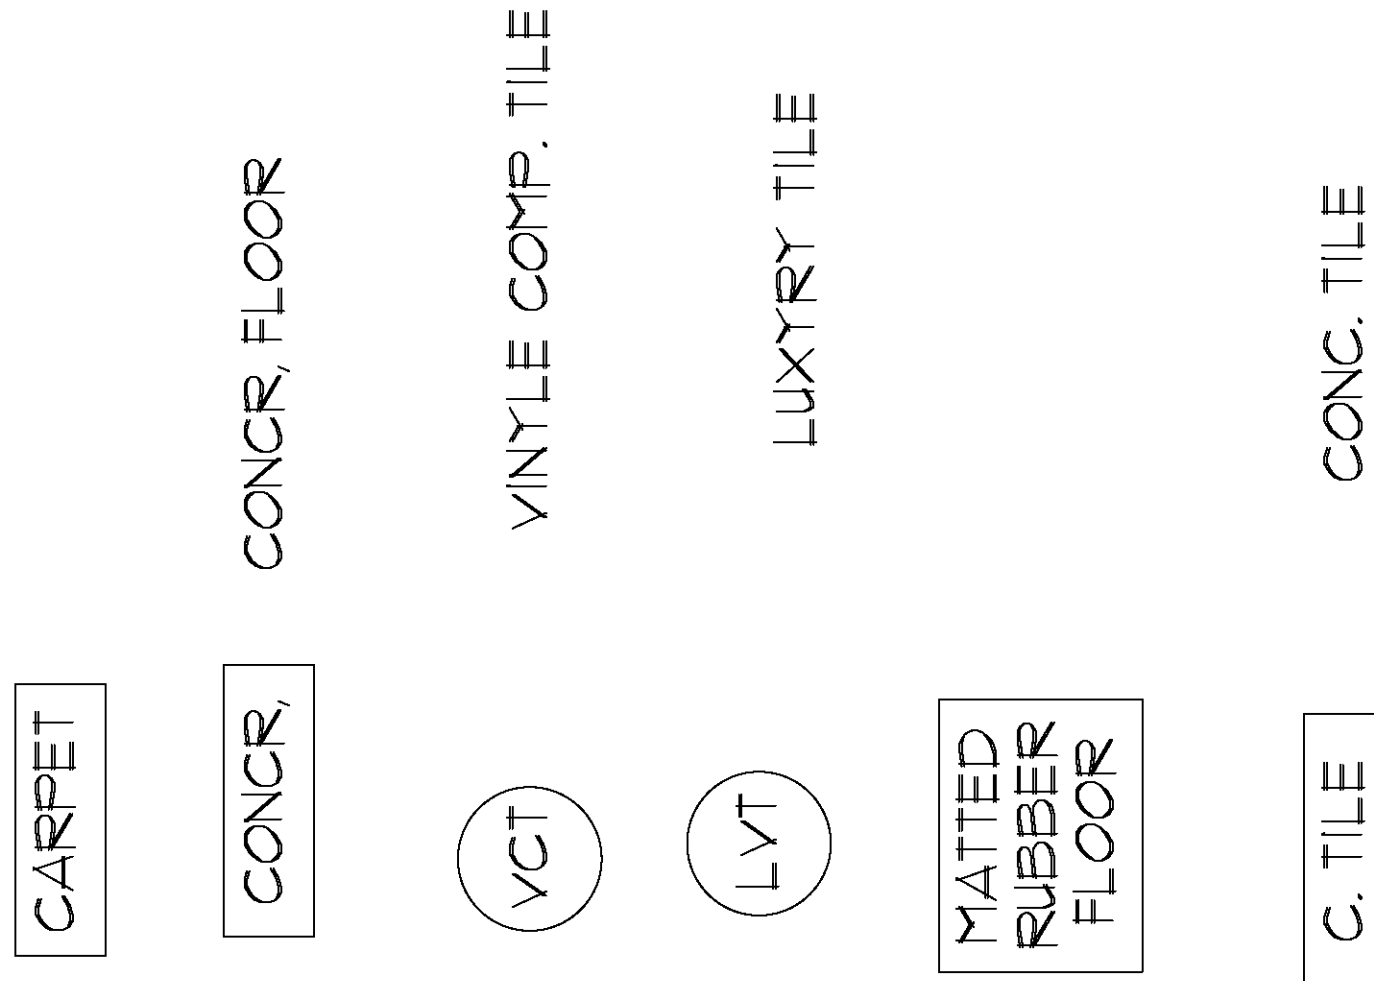 CARPET
CONCR,
CONCR, FLOOR
VCT
VINYLE COMP. TILE
LVT
LUXYRY TILE
MATTED
RUBBER
FLOOR
C. TILE
CONC. TILE